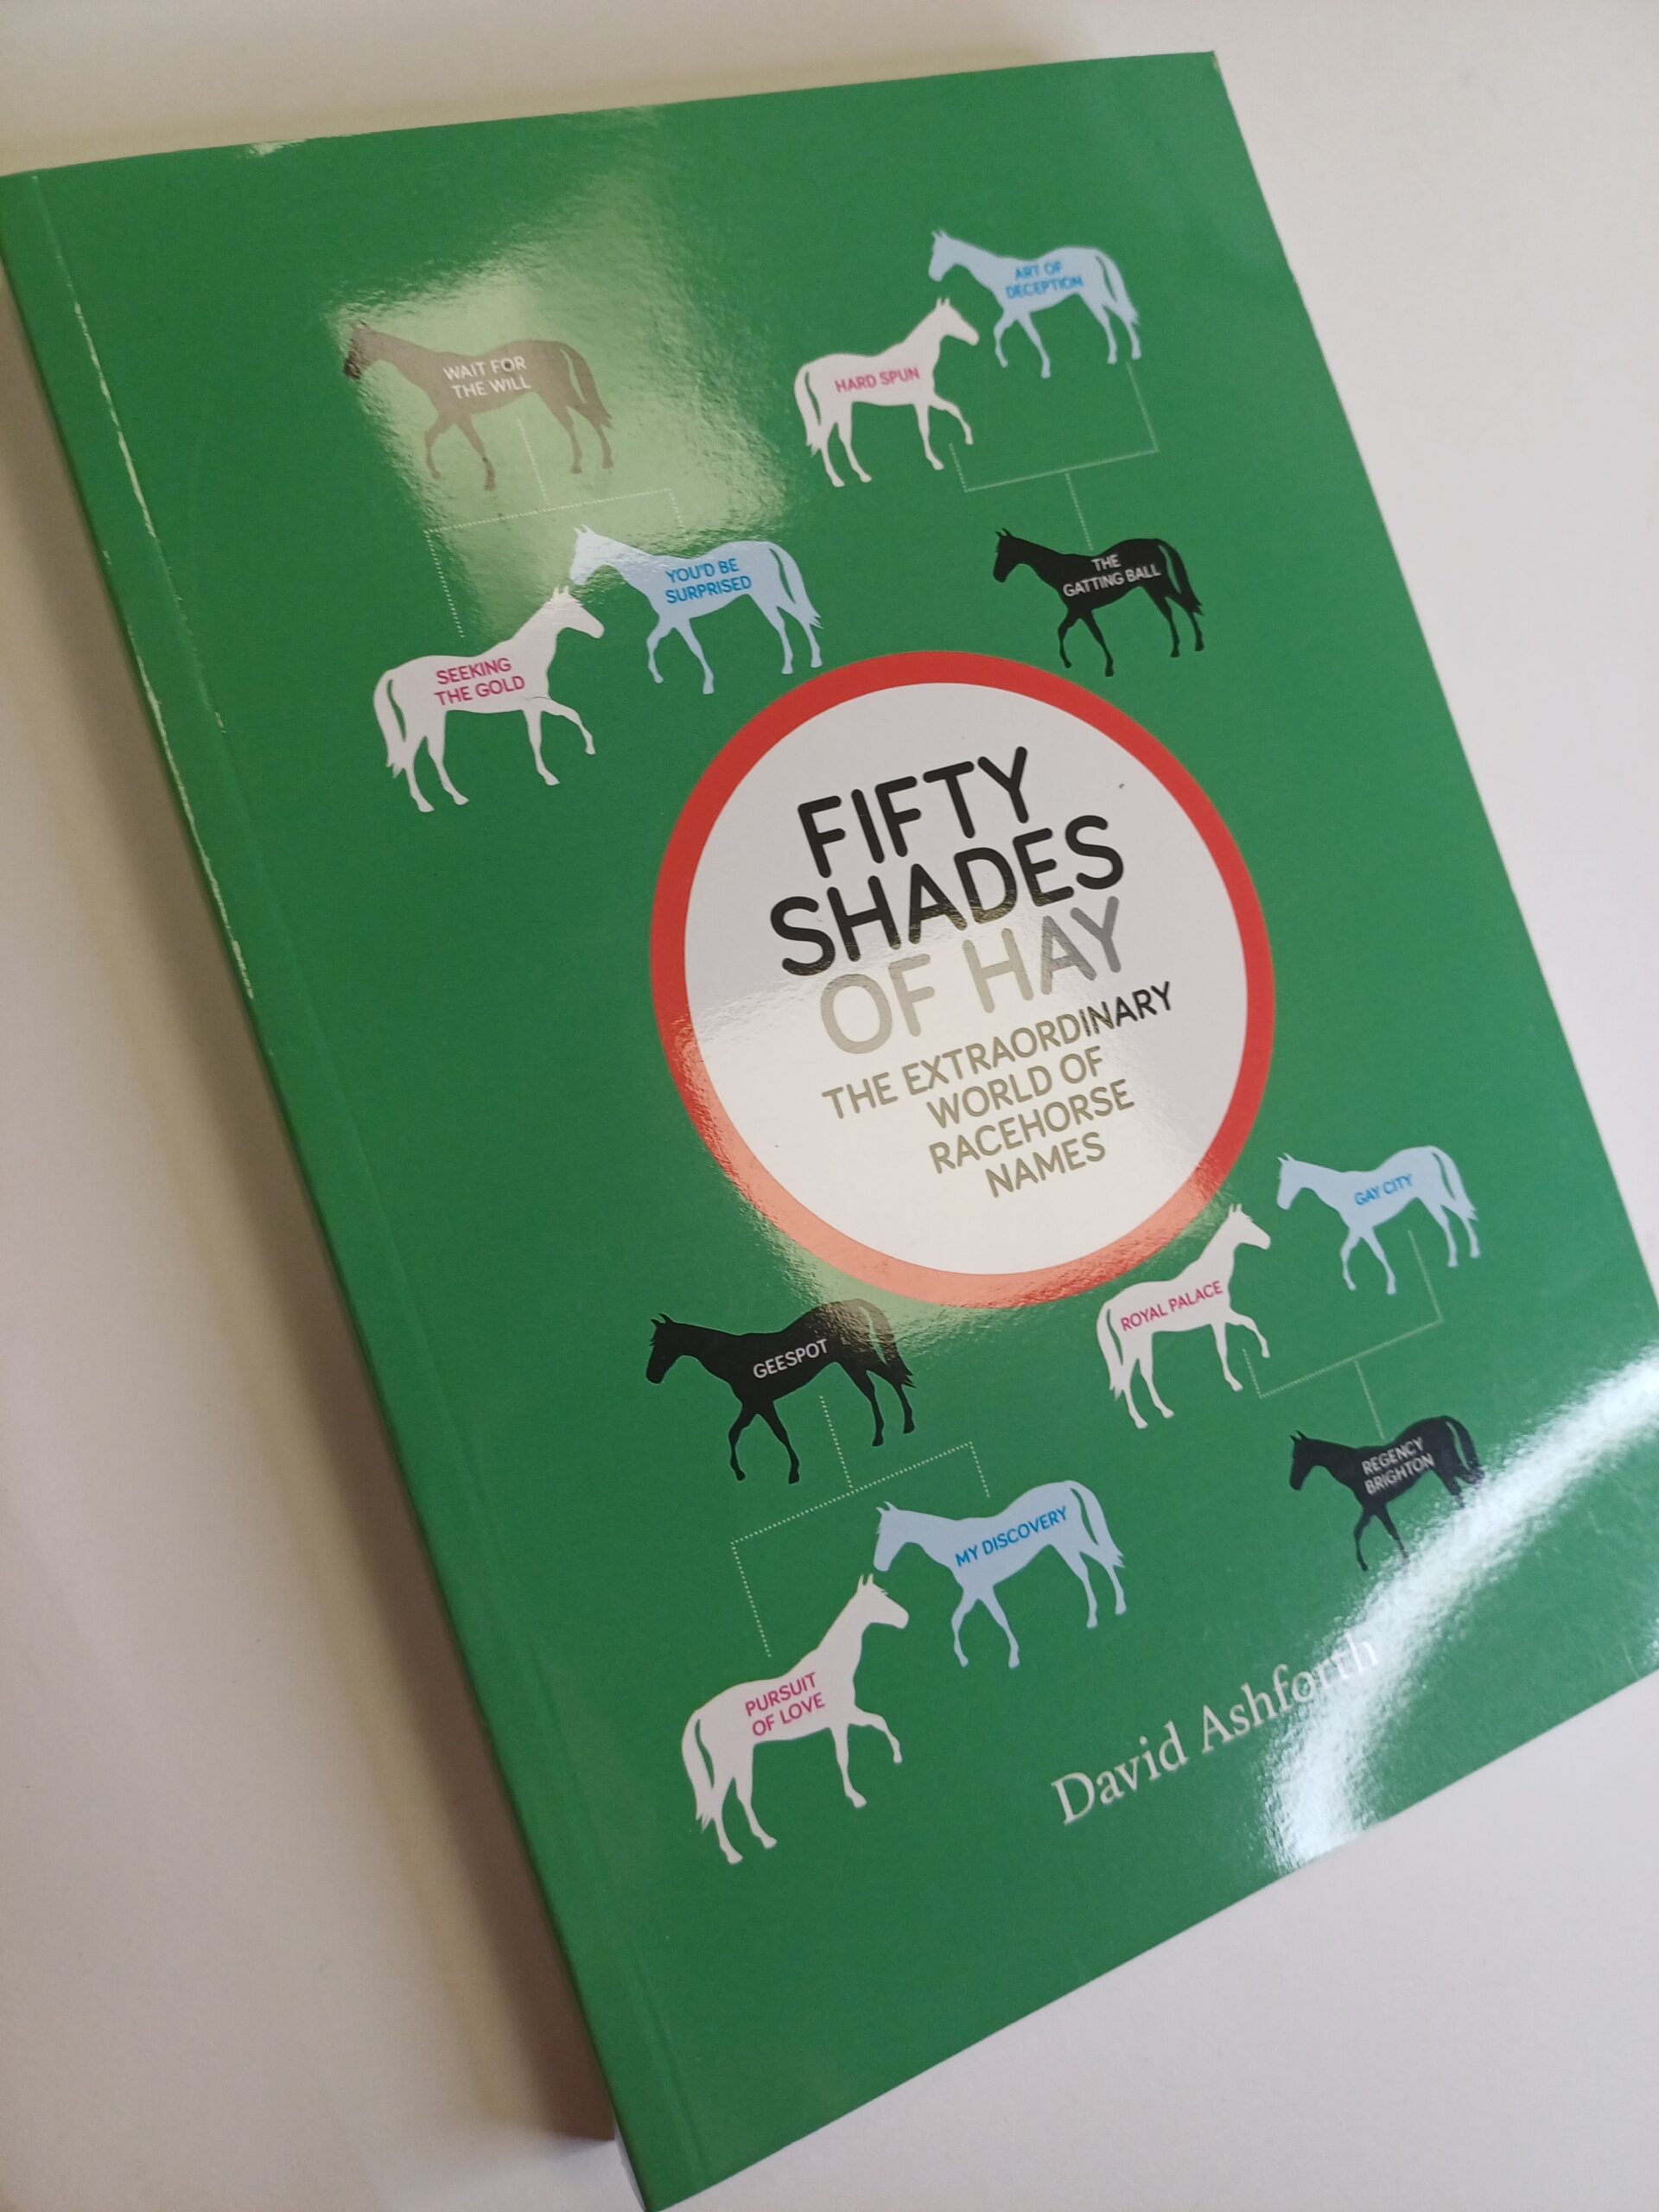 ART OF
DECEPTION
WAIT FOR
THE WILL
HARD SPUN
YOU'D BE
SURPRISED
THE
GATTING BALL
SEEKING
THE GOLD
FIFTY
SHADES
OF HAY
THE EXTRAORDINARY
WORLD OF
RACEHORSE
NAMES
GAY CITY
ROYAL PALACE
GEESPOT
REGENCY
BRIGHTON
MY DISCOVERY
PURSUIT
OF LOVE
David Ashforth